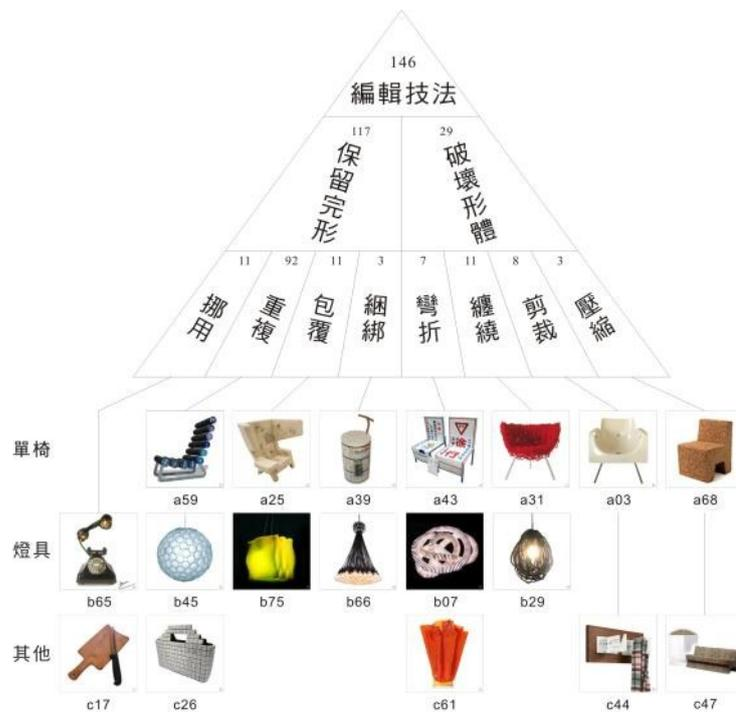 146
編輯技法
117
29
保留完形
破壞形體
11
92
11
3
7
11
8
3
挪用
重複
包覆
綑綁
彎折
纏繞
剪裁
壓縮
單椅
a59
a25
a39
a43
a31
a03
a68
燈具
b65
b45
b75
b66
b07
b29
其他
c17
c26
c61
c44
c47